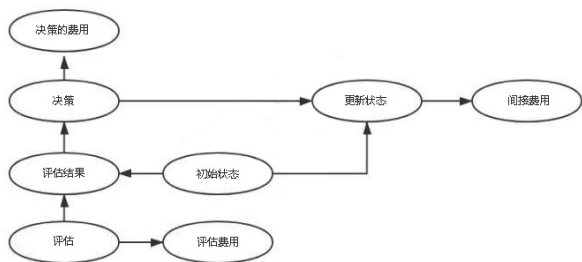 决策的费用
决策
更新状态
间接费用
评估结果
初始状态
评估
评估费用